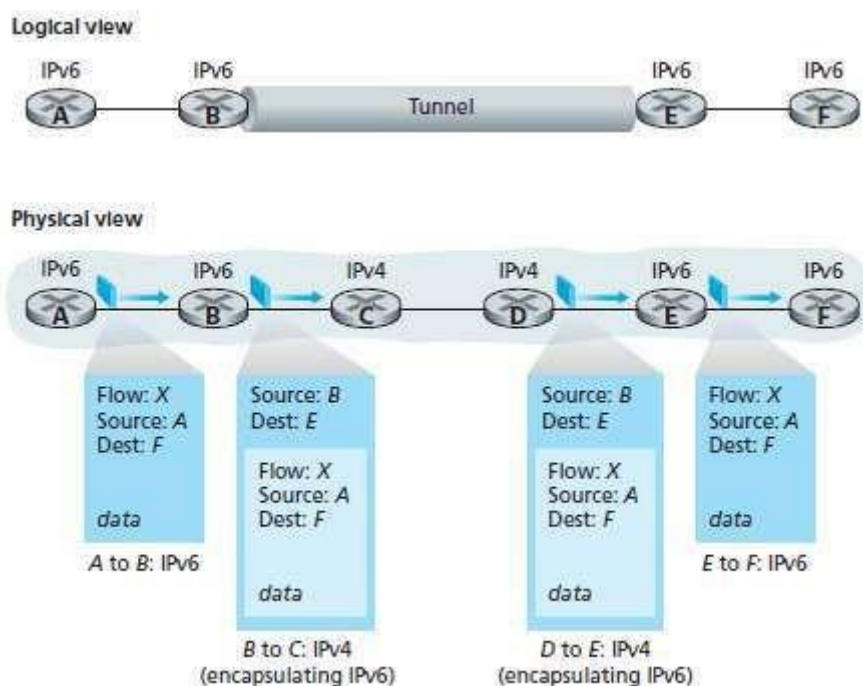 Logical view
IPv6 IPv6 IPv6 IPv6
A B Tunnel E F
Physical view
IPv6 IPv6 IPv4 IPv4 IPv6 IPv6
A B C D E F
Flow: X
Source: A
Dest: F
data
A to B: IPv6
Source: B
Dest: E
Flow: X
Source: A
Dest: F
data
B to C: IPv4
(encapsulating IPv6)
Source: B
Dest: E
Flow: X
Source: A
Dest: F
data
D to E: IPv4
(encapsulating IPv6)
Flow: X
Source: A
Dest: F
data
E to F: IPv6